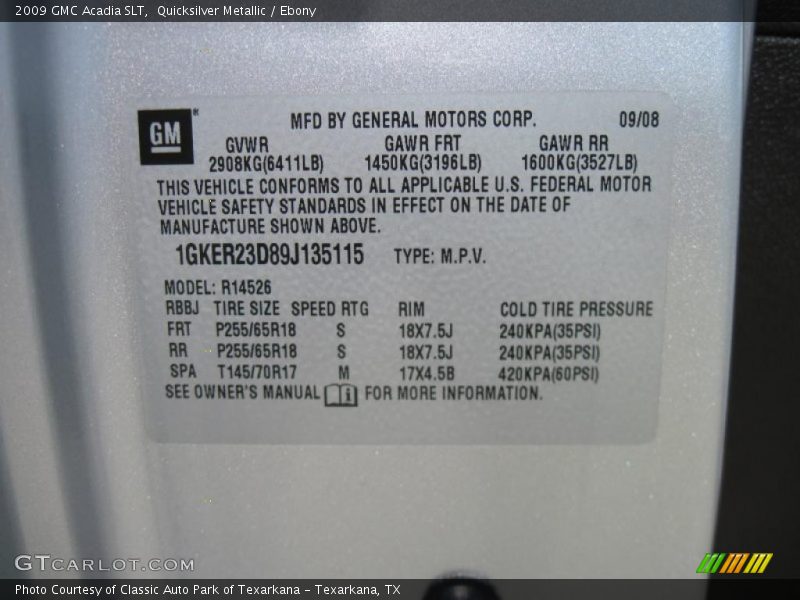 2009 GMC Acadia SLT, Quicksilver Metallic / Ebony
GM®
MFD BY GENERAL MOTORS CORP. 09/08
GVWR GAWR FRT GAWR RR
2908KG(6411LB) 1450KG(3196LB) 1600KG(3527LB)
THIS VEHICLE CONFORMS TO ALL APPLICABLE U.S. FEDERAL MOTOR
VEHICLE SAFETY STANDARDS IN EFFECT ON THE DATE OF
MANUFACTURE SHOWN ABOVE.
1GKER23D89J135115 TYPE: M.P.V.
MODEL: R14526
RBBJ TIRE SIZE SPEED RTG RIM COLD TIRE PRESSURE
FRT P255/65R18 S 18X7.5J 240KPA(35PSI)
RR P255/65R18 S 18X7.5J 240KPA(35PSI)
SPA T145/70R17 M 17X4.5B 420KPA(60PSI)
SEE OWNER'S MANUAL i FOR MORE INFORMATION.
GTCARLOT.COM
Photo Courtesy of Classic Auto Park of Texarkana - Texarkana, TX